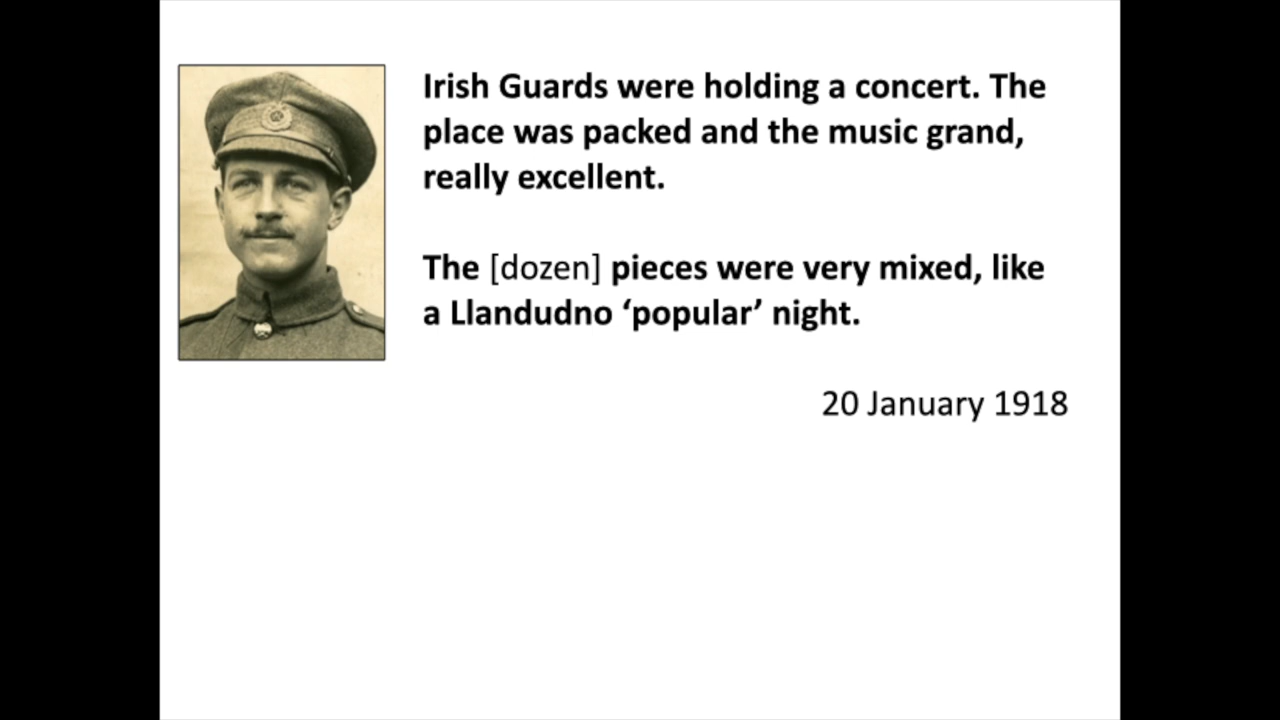 Irish Guards were holding a concert. The
place was packed and the music grand,
really excellent.
The [dozen] pieces were very mixed, like
a Llandudno ‘popular’ night.
20 January 1918